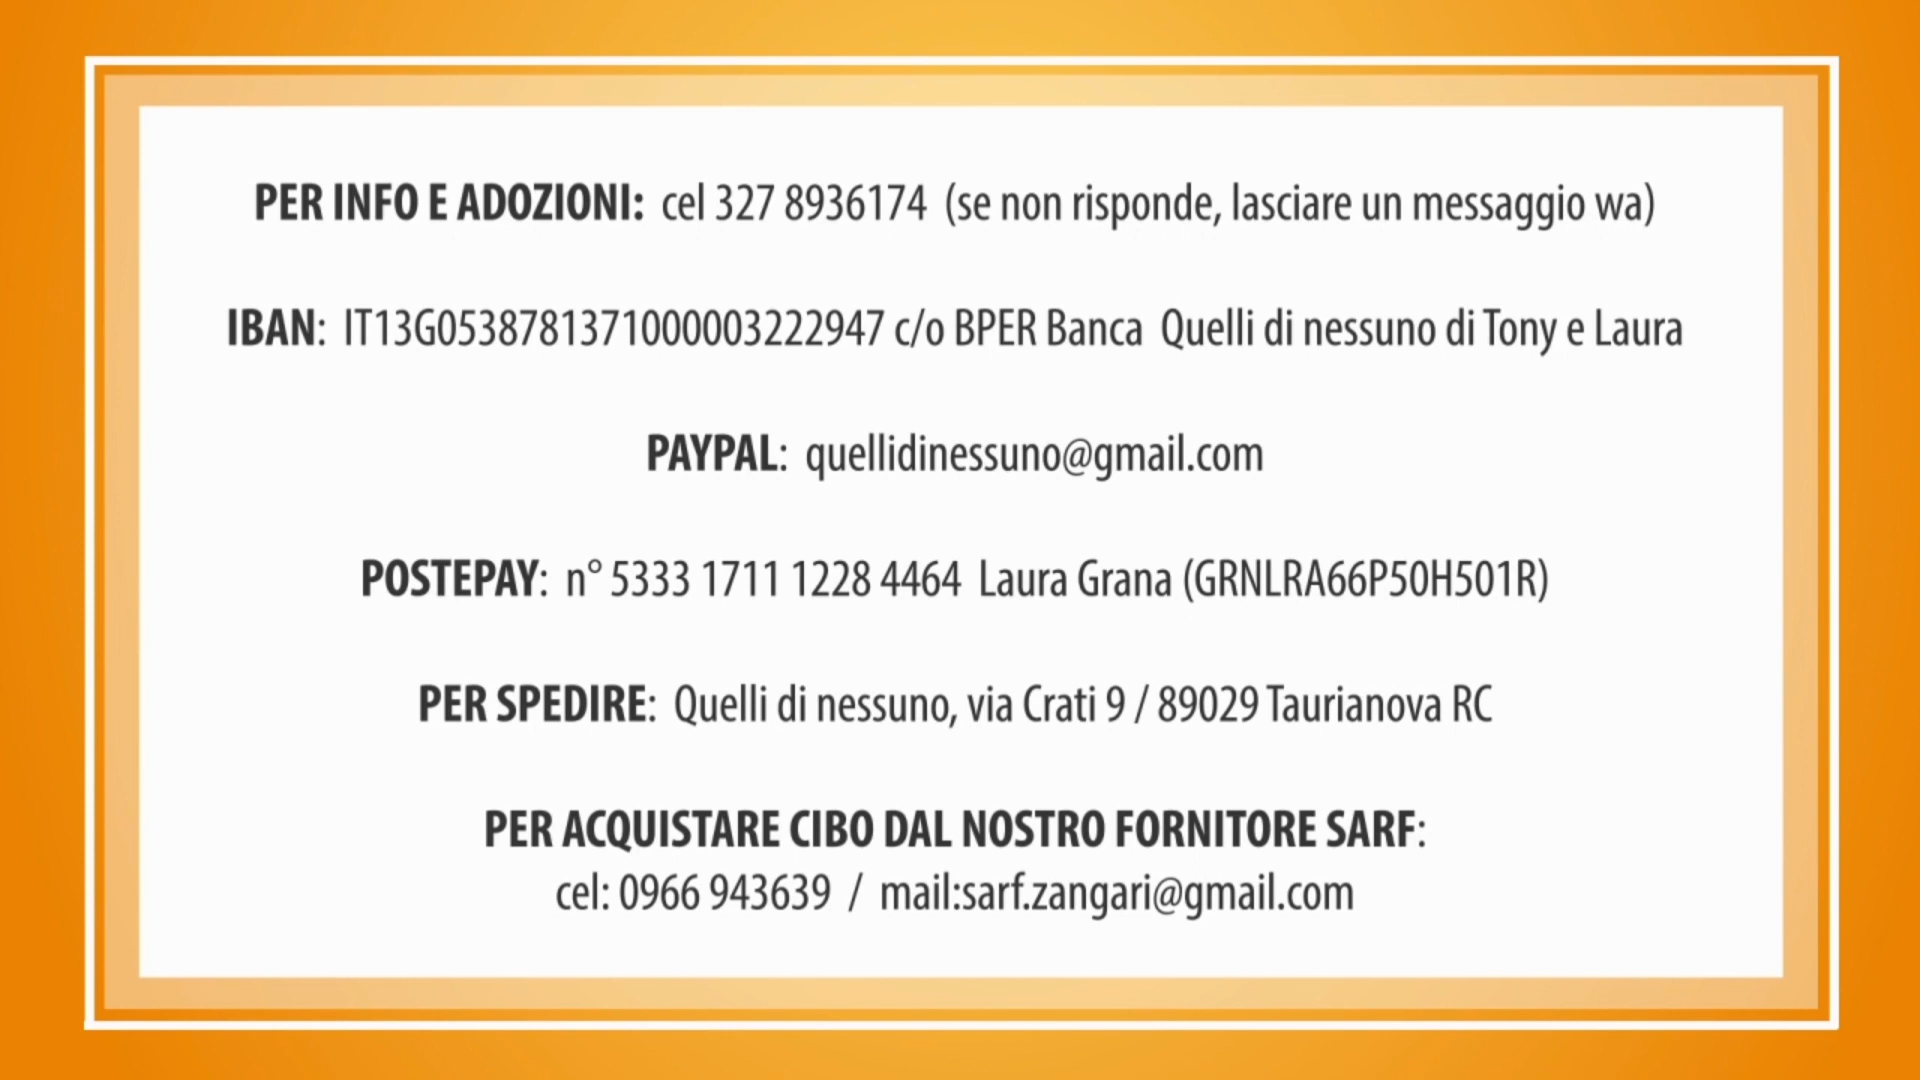 PER INFO E ADOZIONI: cel 327 8936174 (se non risponde, lasciare un messaggio wa)
IBAN: IT13G0538781371000003222947 c/o BPER Banca Quelli di nessuno di Tony e Laura
PAYPAL: quellidinessuno@gmail.com
POSTEPAY: n° 5333 1711 1228 4464 Laura Grana (GRNLRA66P50H501R)
PER SPEDIRE: Quelli di nessuno, via Crati 9 / 89029 Taurianova RC
PER ACQUISTARE CIBO DAL NOSTRO FORNITORE SARF:
cel: 0966 943639 / mail:sarf.zangari@gmail.com